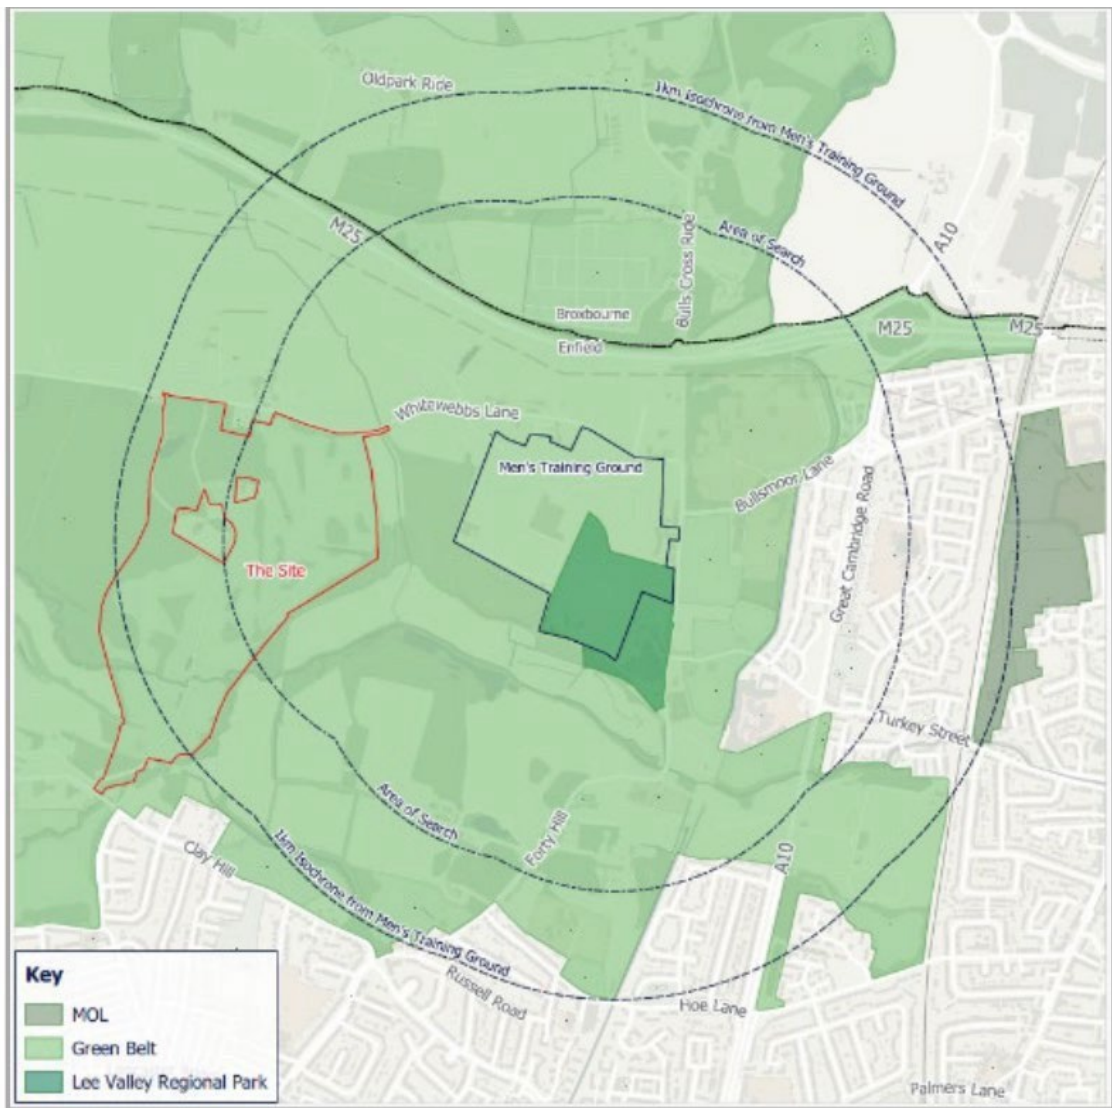 Oldpark Ride
1km Isochrone from Men's Training Ground
Area of Search
Bulls Cross Ride
A10
M25
Broxbourne
Enfield
M25
M25
Whitewebbs Lane
Men's Training Ground
Bullsmoor Lane
Great Cambridge Road
The Site
Turkey Street
Area of Search
Forty Hill
A10
Clay Hill
1km Isochrone from Men's Training Ground
Russell Road
Hoe Lane
Palmers Lane
Key
MOL
Green Belt
Lee Valley Regional Park